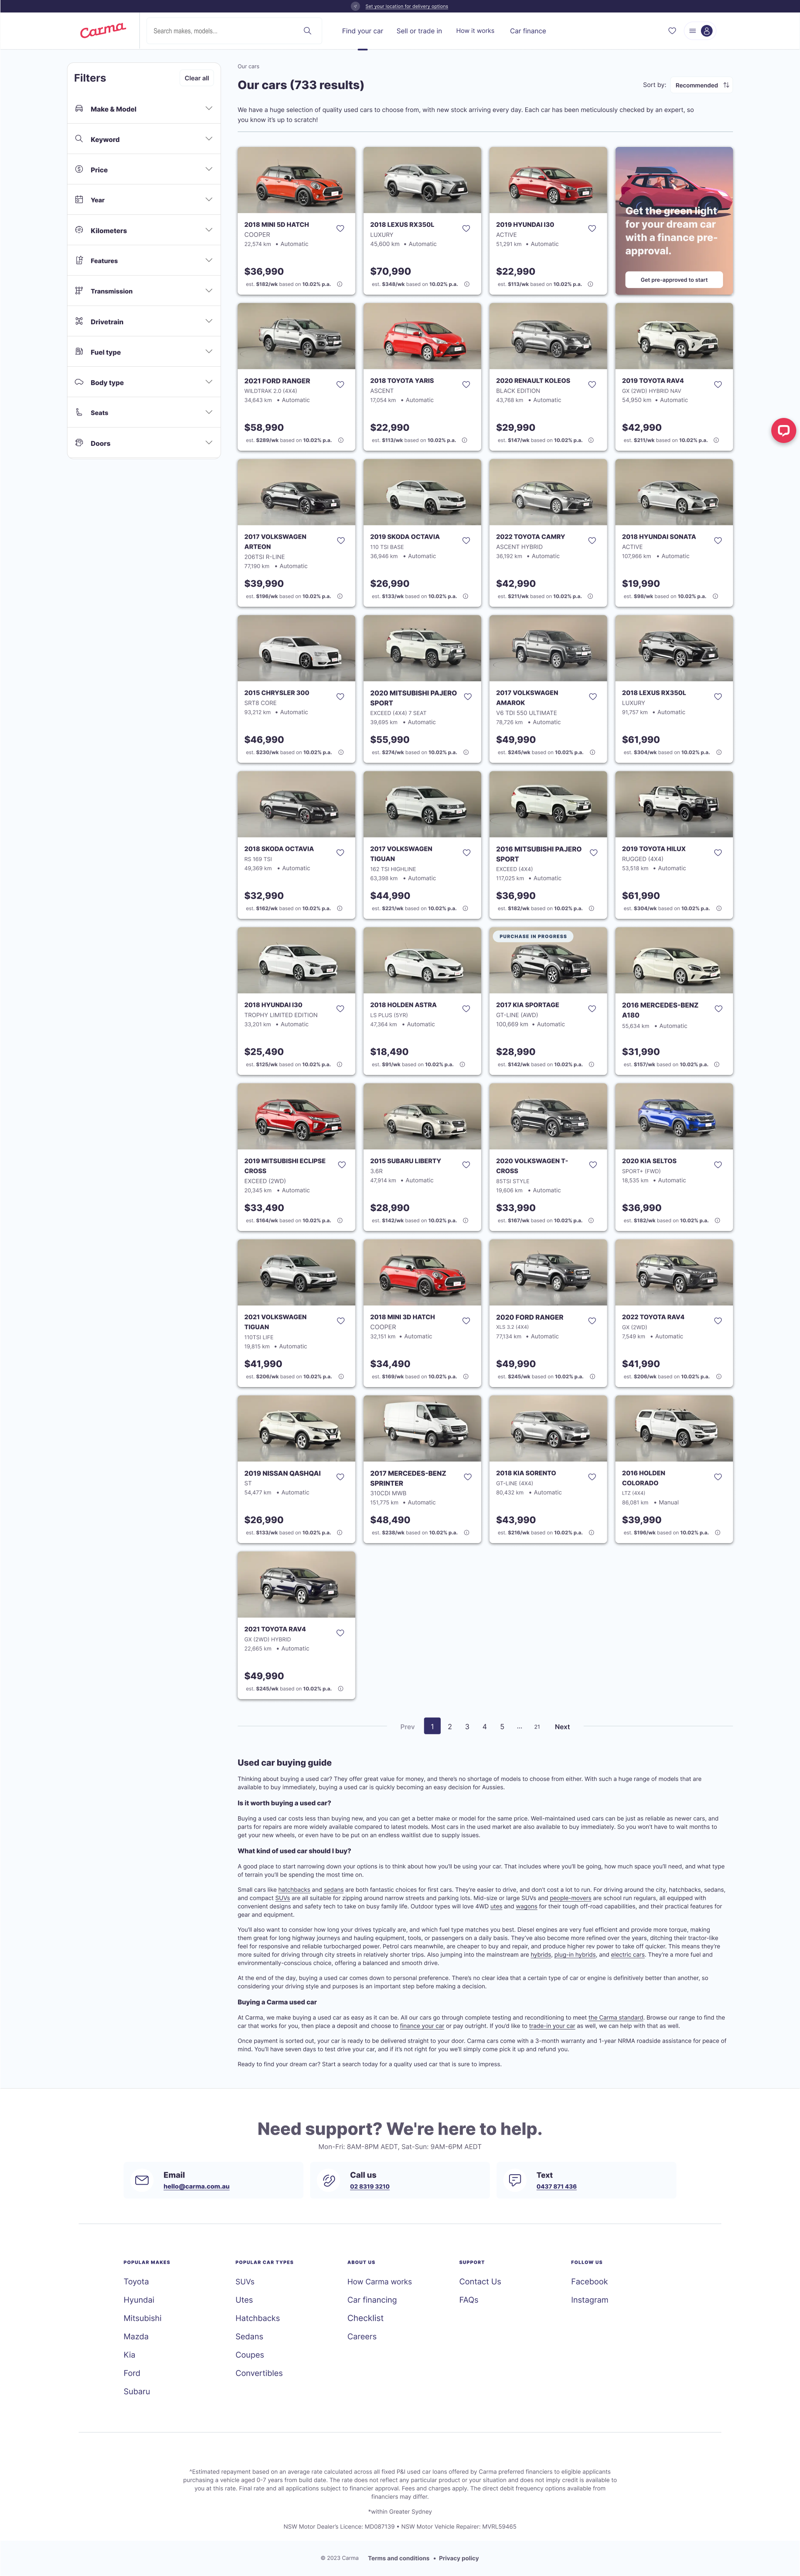 Set your location for delivery options
Carma
Search makes, models...
Find your car
Sell or trade in
How it works
Car finance
Filters
Clear all
Make & Model
Keyword
Price
Year
Kilometers
Features
Transmission
Drivetrain
Fuel type
Body type
Seats
Doors
Our cars
Our cars (733 results)
Sort by:
Recommended
We have a huge selection of quality used cars to choose from, with new stock arriving every day. Each car has been meticulously checked by an expert, so
you know it's up to scratch!
2018 MINI 5D HATCH
COOPER
22,574 km • Automatic
$36,990
est. $182/wk based on 10.02% p.a.
2018 LEXUS RX350L
LUXURY
45,600 km • Automatic
$70,990
est. $348/wk based on 10.02% p.a.
2019 HYUNDAI I30
ACTIVE
51,291 km • Automatic
$22,990
est. $113/wk based on 10.02% p.a.
Get the green light
for your dream car
with a finance pre-
approval.
Get pre-approved to start
2021 FORD RANGER
WILDTRAK 2.0 (4X4)
34,643 km • Automatic
$58,990
est. $289/wk based on 10.02% p.a.
2018 TOYOTA YARIS
ASCENT
17,054 km • Automatic
$22,990
est. $113/wk based on 10.02% p.a.
2020 RENAULT KOLEOS
BLACK EDITION
43,768 km • Automatic
$29,990
est. $147/wk based on 10.02% p.a.
2019 TOYOTA RAV4
GX (2WD) HYBRID NAV
54,950 km • Automatic
$42,990
est. $211/wk based on 10.02% p.a.
2017 VOLKSWAGEN
ARTEON
206TSI R-LINE
77,190 km • Automatic
$39,990
est. $196/wk based on 10.02% p.a.
2019 SKODA OCTAVIA
110 TSI BASE
36,946 km • Automatic
$26,990
est. $133/wk based on 10.02% p.a.
2022 TOYOTA CAMRY
ASCENT HYBRID
36,192 km • Automatic
$42,990
est. $211/wk based on 10.02% p.a.
2018 HYUNDAI SONATA
ACTIVE
107,966 km • Automatic
$19,990
est. $98/wk based on 10.02% p.a.
2015 CHRYSLER 300
SRT8 CORE
93,212 km • Automatic
$46,990
est. $230/wk based on 10.02% p.a.
2020 MITSUBISHI PAJERO
SPORT
EXCEED (4X4) 7 SEAT
39,695 km • Automatic
$55,990
est. $274/wk based on 10.02% p.a.
2017 VOLKSWAGEN
AMAROK
V6 TDI 550 ULTIMATE
78,726 km • Automatic
$49,990
est. $245/wk based on 10.02% p.a.
2018 LEXUS RX350L
LUXURY
91,757 km • Automatic
$61,990
est. $304/wk based on 10.02% p.a.
2018 SKODA OCTAVIA
RS 169 TSI
49,369 km • Automatic
$32,990
est. $162/wk based on 10.02% p.a.
2017 VOLKSWAGEN
TIGUAN
162 TSI HIGHLINE
63,398 km • Automatic
$44,990
est. $221/wk based on 10.02% p.a.
2016 MITSUBISHI PAJERO
SPORT
EXCEED (4X4)
117,025 km • Automatic
$36,990
est. $182/wk based on 10.02% p.a.
2019 TOYOTA HILUX
RUGGED (4X4)
53,518 km • Automatic
$61,990
est. $304/wk based on 10.02% p.a.
2018 HYUNDAI I30
TROPHY LIMITED EDITION
33,201 km • Automatic
$25,490
est. $125/wk based on 10.02% p.a.
2018 HOLDEN ASTRA
LS PLUS (5YR)
47,364 km • Automatic
$18,490
est. $91/wk based on 10.02% p.a.
PURCHASE IN PROGRESS
2017 KIA SPORTAGE
GT-LINE (AWD)
100,669 km • Automatic
$28,990
est. $142/wk based on 10.02% p.a.
2016 MERCEDES-BENZ
A180
55,634 km • Automatic
$31,990
est. $157/wk based on 10.02% p.a.
2019 MITSUBISHI ECLIPSE
CROSS
EXCEED (2WD)
20,345 km • Automatic
$33,490
est. $164/wk based on 10.02% p.a.
2015 SUBARU LIBERTY
3.6R
47,914 km • Automatic
$28,990
est. $142/wk based on 10.02% p.a.
2020 VOLKSWAGEN T-
CROSS
85TSI STYLE
19,606 km • Automatic
$33,990
est. $167/wk based on 10.02% p.a.
2020 KIA SELTOS
SPORT+ (FWD)
18,535 km • Automatic
$36,990
est. $182/wk based on 10.02% p.a.
2021 VOLKSWAGEN
TIGUAN
110TSI LIFE
19,815 km • Automatic
$41,990
est. $206/wk based on 10.02% p.a.
2018 MINI 3D HATCH
COOPER
32,151 km • Automatic
$34,490
est. $169/wk based on 10.02% p.a.
2020 FORD RANGER
XLS 3.2 (4X4)
77,134 km • Automatic
$49,990
est. $245/wk based on 10.02% p.a.
2022 TOYOTA RAV4
GX (2WD)
7,549 km • Automatic
$41,990
est. $206/wk based on 10.02% p.a.
2019 NISSAN QASHQAI
ST
54,477 km • Automatic
$26,990
est. $133/wk based on 10.02% p.a.
2017 MERCEDES-BENZ
SPRINTER
310CDI MWB
151,775 km • Automatic
$48,490
est. $238/wk based on 10.02% p.a.
2018 KIA SORENTO
GT-LINE (4X4)
80,432 km • Automatic
$43,990
est. $216/wk based on 10.02% p.a.
2016 HOLDEN
COLORADO
LTZ (4X4)
86,081 km • Manual
$39,990
est. $196/wk based on 10.02% p.a.
2021 TOYOTA RAV4
GX (2WD) HYBRID
22,665 km • Automatic
$49,990
est. $245/wk based on 10.02% p.a.
Prev 1 2 3 4 5 ... 21 Next
Used car buying guide
Thinking about buying a used car? They offer great value for money, and there's no shortage of models to choose from either. With such a huge range of models that are
available to buy immediately, buying a used car is quickly becoming an easy decision for Aussies.
Is it worth buying a used car?
Buying a used car costs less than buying new, and you can get a better make or model for the same price. Well-maintained used cars can be just as reliable as newer cars, and
parts for repairs are more widely available compared to latest models. Most cars in the used market are also available to buy immediately. So you won't have to wait months to
get your new wheels, or even have to be put on an endless waitlist due to supply issues.
What kind of used car should I buy?
A good place to start narrowing down your options is to think about how you'll be using your car. That includes where you'll be going, how much space you'll need, and what type
of terrain you'll be spending the most time on.
Small cars like hatchbacks and sedans are both fantastic choices for first cars. They're easier to drive, and don't cost a lot to run. For driving around the city, hatchbacks, sedans,
and compact SUVs are all suitable for zipping around narrow streets and parking lots. Mid-size or large SUVs and people-movers are school run regulars, all equipped with
convenient designs and safety tech to take on busy family life. Outdoor types will love 4WD utes and wagons for their tough off-road capabilities, and their practical features for
gear and equipment.
You'll also want to consider how long your drives typically are, and which fuel type matches you best. Diesel engines are very fuel efficient and provide more torque, making
them great for long highway journeys and hauling equipment, tools, or passengers on a daily basis. They've also become more refined over the years, ditching their tractor-like
feel for responsive and reliable turbocharged power. Petrol cars meanwhile, are cheaper to buy and repair, and produce higher rev power to take off quicker. This means they're
more suited for driving through city streets in relatively shorter trips. Also jumping into the mainstream are hybrids, plug-in hybrids, and electric cars. They're a more fuel and
environmentally-conscious choice, offering a balanced and smooth drive.
At the end of the day, buying a used car comes down to personal preference. There's no clear idea that a certain type of car or engine is definitively better than another, so
considering your driving style and purposes is an important step before making a decision.
Buying a Carma used car
At Carma, we make buying a used car as easy as it can be. All our cars go through complete testing and reconditioning to meet the Carma standard. Browse our range to find the
car that works for you, then place a deposit and choose to finance your car or pay outright. If you'd like to trade-in your car as well, we can help with that as well.
Once payment is sorted out, your car is ready to be delivered straight to your door. Carma cars come with a 3-month warranty and 1-year NRMA roadside assistance for peace of
mind. You'll have seven days to test drive your car, and if it's not right for you we'll simply come pick it up and refund you.
Ready to find your dream car? Start a search today for a quality used car that is sure to impress.
Need support? We're here to help.
Mon-Fri: 8AM-8PM AEDT, Sat-Sun: 9AM-6PM AEDT
Email
hello@carma.com.au
Call us
02 8319 3210
Text
0437 871 436
POPULAR MAKES
Toyota
Hyundai
Mitsubishi
Mazda
Kia
Ford
Subaru
POPULAR CAR TYPES
SUVs
Utes
Hatchbacks
Sedans
Coupes
Convertibles
ABOUT US
How Carma works
Car financing
Checklist
Careers
SUPPORT
Contact Us
FAQs
FOLLOW US
Facebook
Instagram
^Estimated repayment based on an average rate calculated across all fixed P&I used car loans offered by Carma preferred financiers to eligible applicants
purchasing a vehicle aged 0-7 years from build date. The rate does not reflect any particular product or your situation and does not imply credit is available to
you at this rate. Final rate and all applications subject to financier approval. Fees and charges apply. The direct debit frequency options available from
financiers may differ.
*within Greater Sydney
NSW Motor Dealer's Licence: MD087139 • NSW Motor Vehicle Repairer: MVRL59465
© 2023 Carma Terms and conditions • Privacy policy